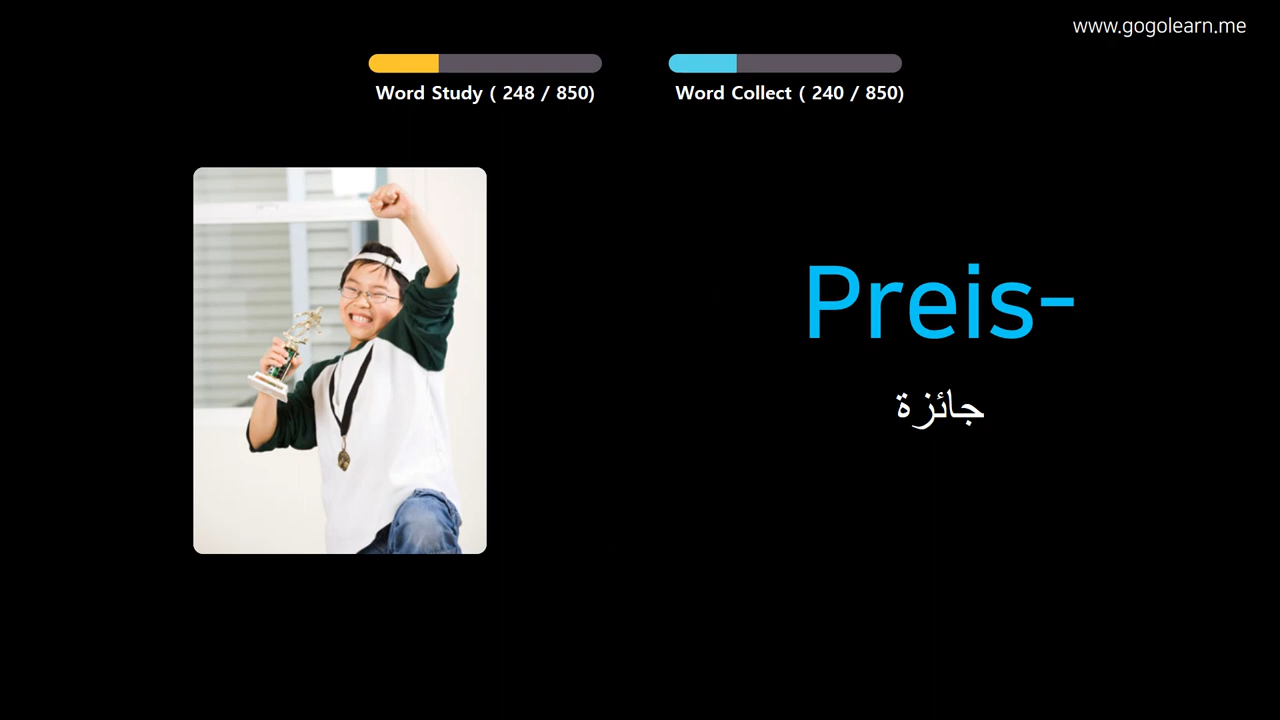 www.gogolearn.me
Word Study ( 248 / 850)
Word Collect ( 240 / 850)
Preis-
جائزة